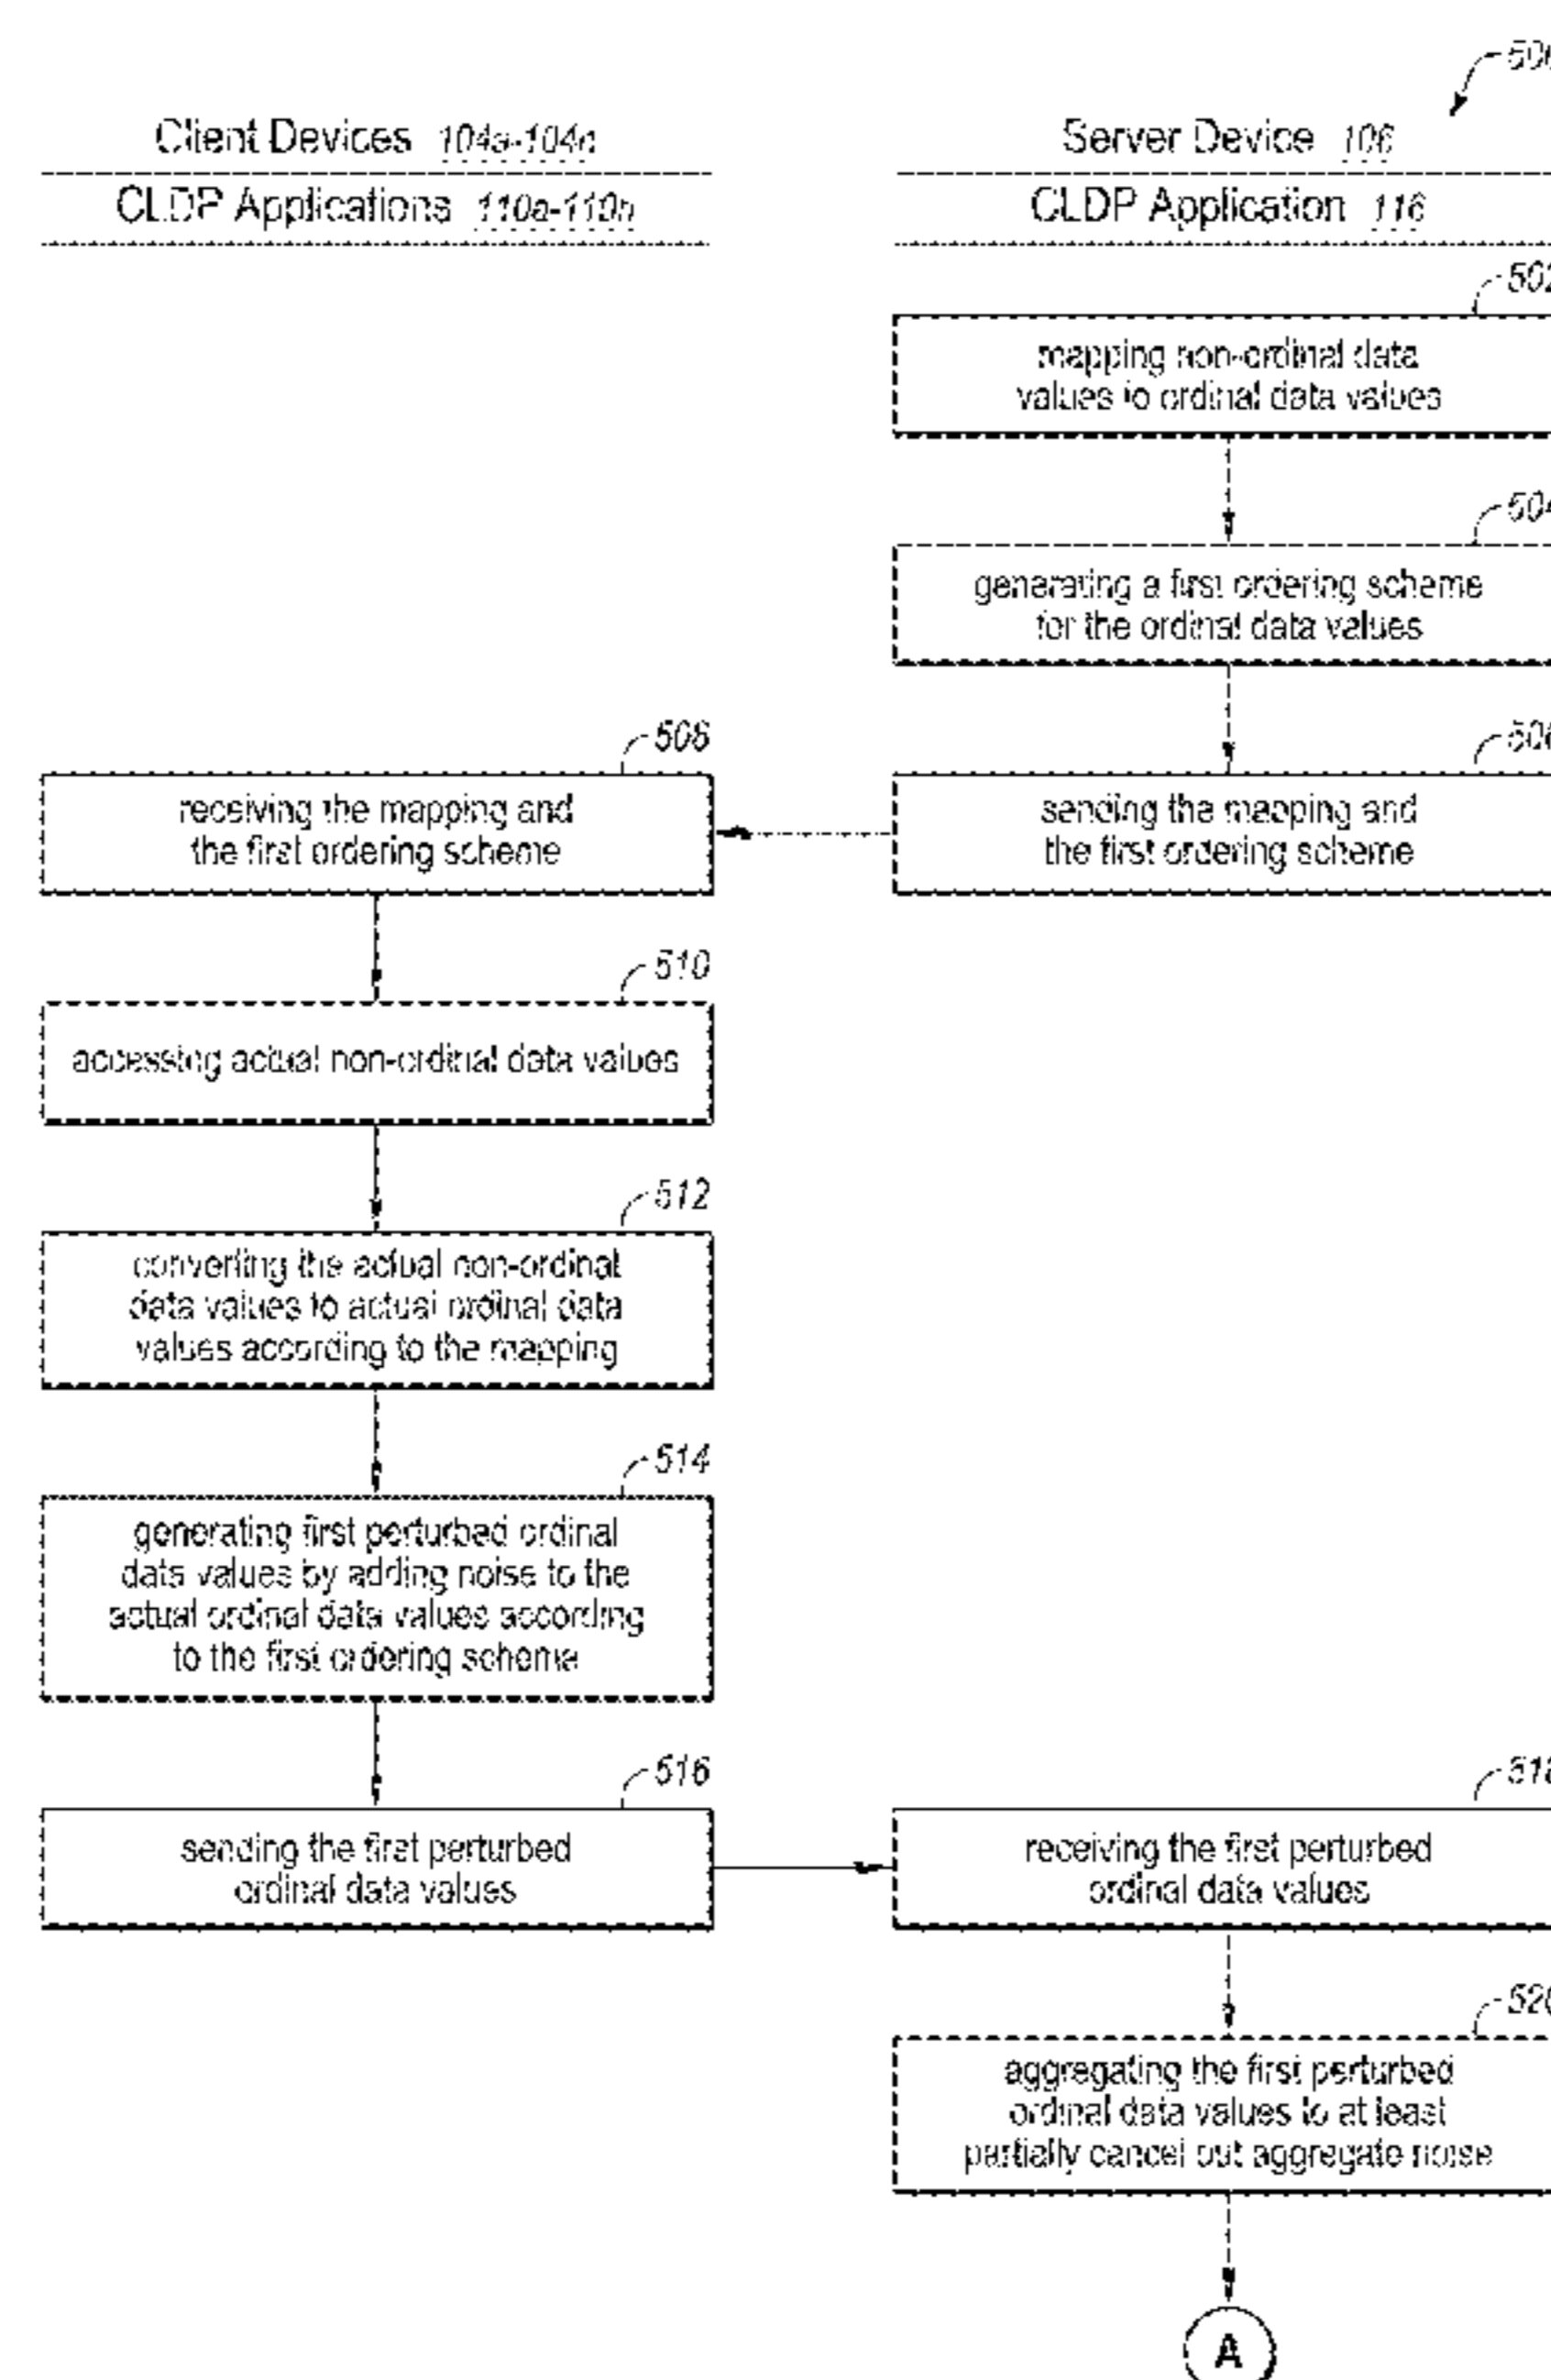 Client Devices 104a-104n
CLDP Applications 110a-110n
Server Device 106
CLDP Application 116
mapping non-ordinal data
values to ordinal data values
generating a first ordering scheme
for the ordinal data values
sending the mapping and
the first ordering scheme
508
receiving the mapping and
the first ordering scheme
510
accessing actual non-ordinal data values
512
converting the actual non-ordinal
data values to actual ordinal data
values according to the mapping
514
generating first perturbed ordinal
data values by adding noise to the
actual ordinal data values according
to the first ordering scheme
516
sending the first perturbed
ordinal data values
receiving the first perturbed
ordinal data values
aggregating the first perturbed
ordinal data values to at least
partially cancel out aggregate noise
A